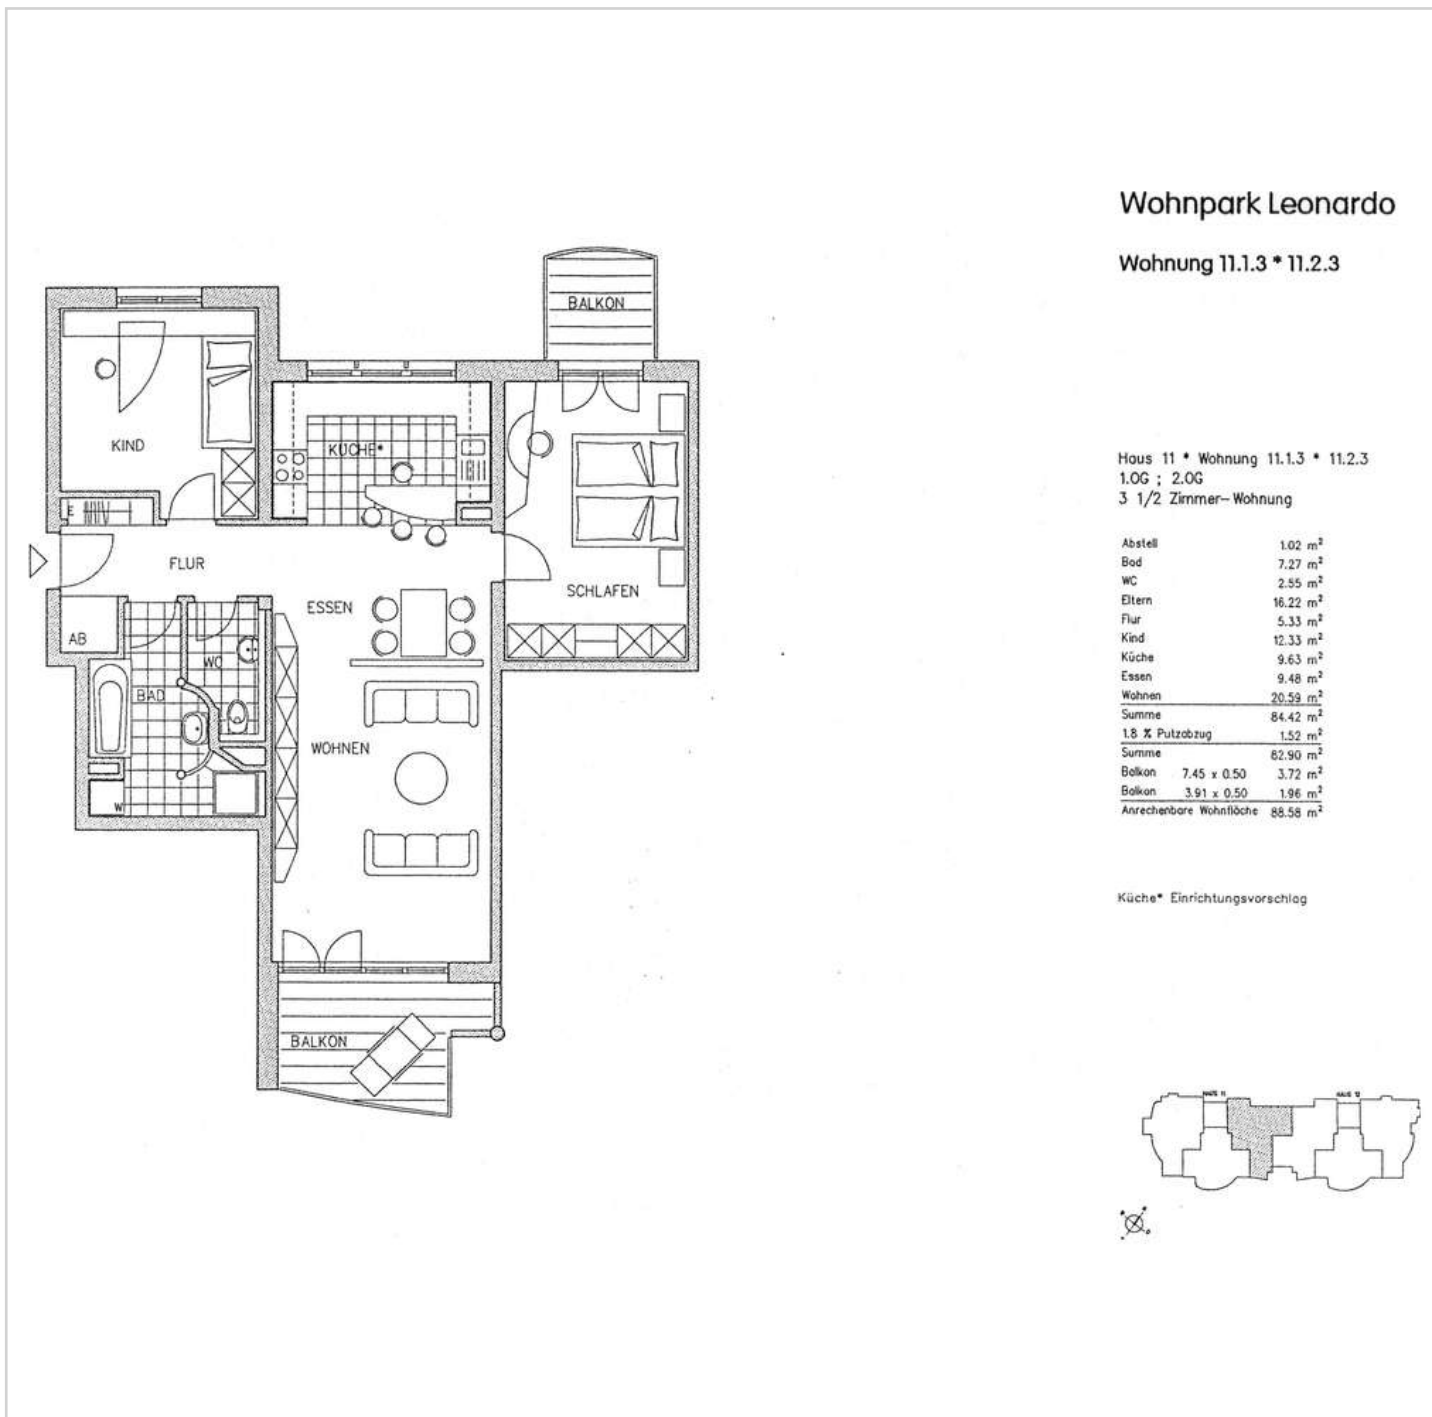 Wohnpark Leonardo
Wohnung 11.1.3 * 11.2.3
BALKON
KIND
KÜCHE*
E
FLUR
ESSEN
SCHLAFEN
AB
WC
BAD
WOHNEN
W
BALKON
Haus 11 * Wohnung 11.1.3 * 11.2.3
1.OG ; 2.OG
3 1/2 Zimmer-Wohnung
Abstell 1.02 m²
Bad 7.27 m²
WC 2.55 m²
Eltern 16.22 m²
Flur 5.33 m²
Kind 12.33 m²
Küche 9.63 m²
Essen 9.48 m²
Wohnen 20.59 m²
Summe 84.42 m²
1.8 % Putzabzug 1.52 m²
Summe 82.90 m²
Balkon 7.45 x 0.50 3.72 m²
Balkon 3.91 x 0.50 1.96 m²
Anrechenbare Wohnfläche 88.58 m²
Küche* Einrichtungsvorschlag
HAUS 11 HAUS 12